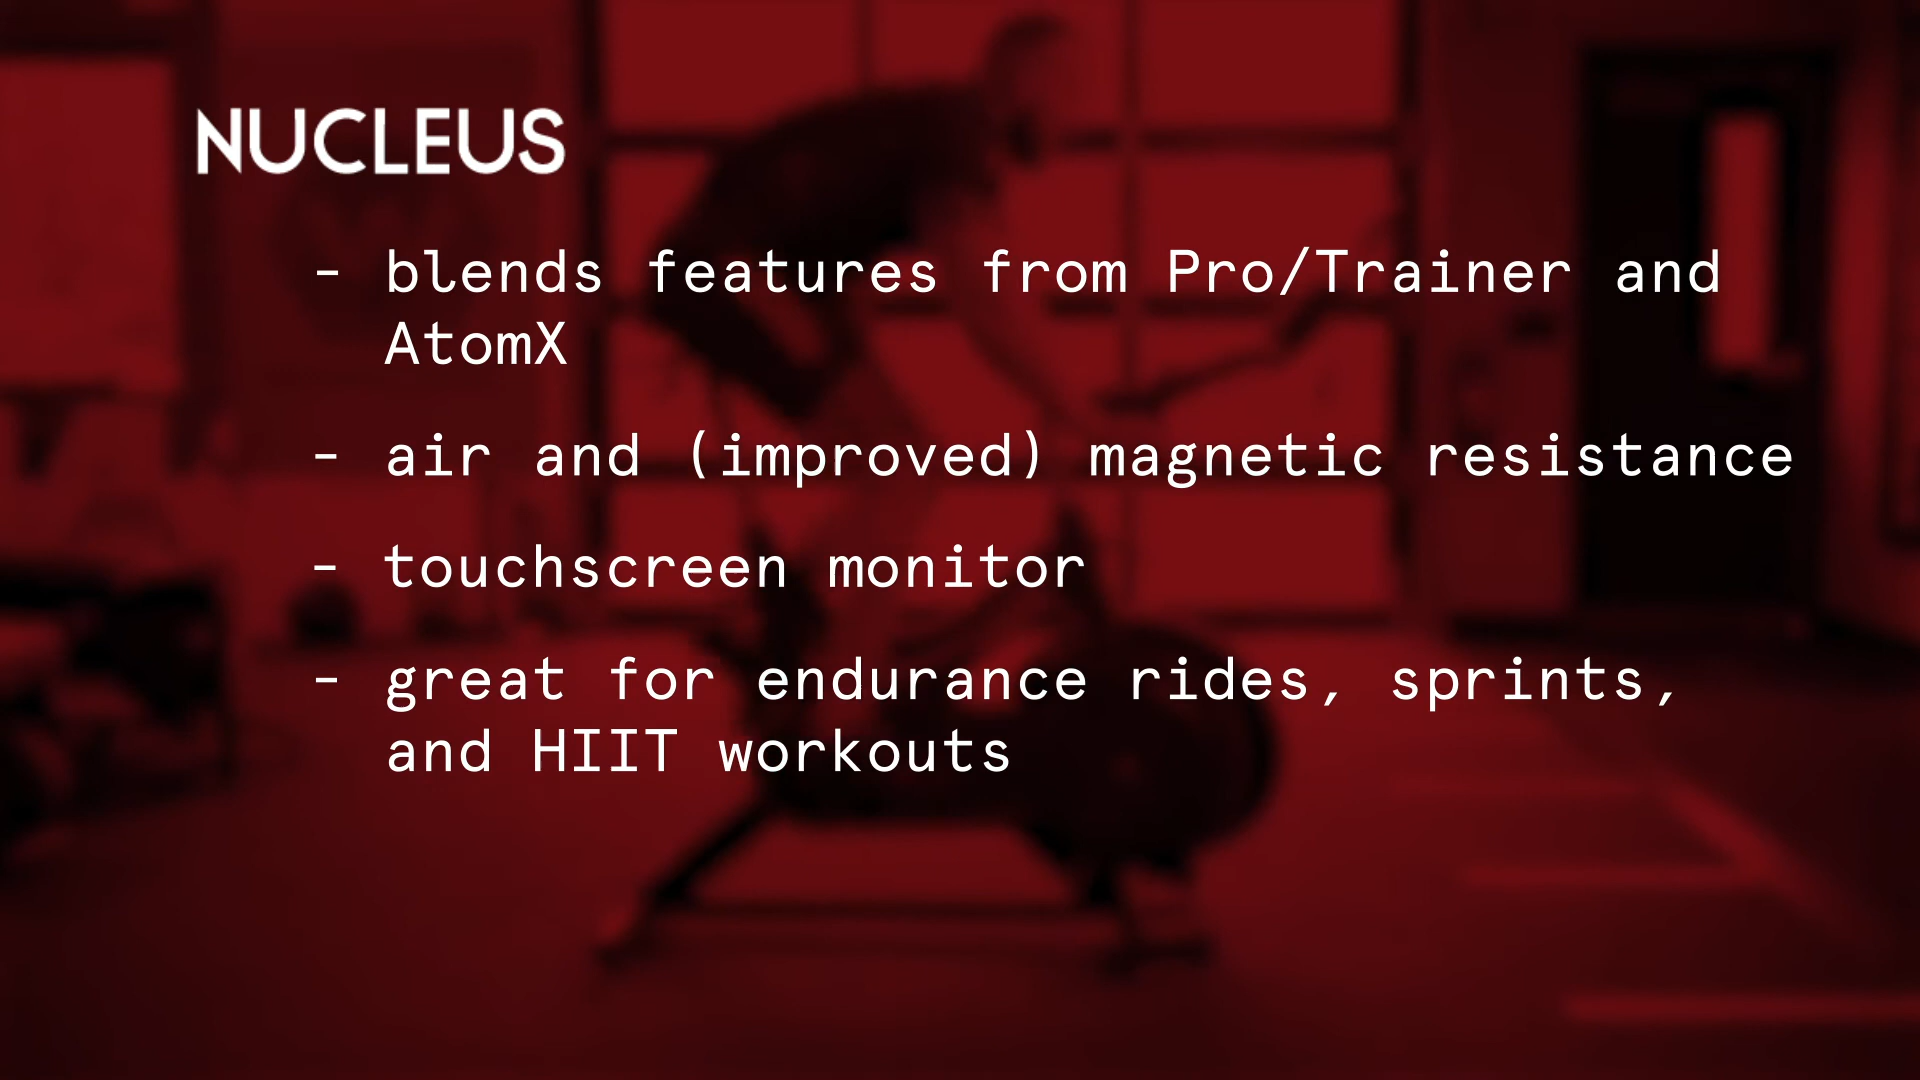 NUCLEUS
- blends features from Pro/Trainer and
AtomX
- air and (improved) magnetic resistance
- touchscreen monitor
- great for endurance rides, sprints,
and HIIT workouts